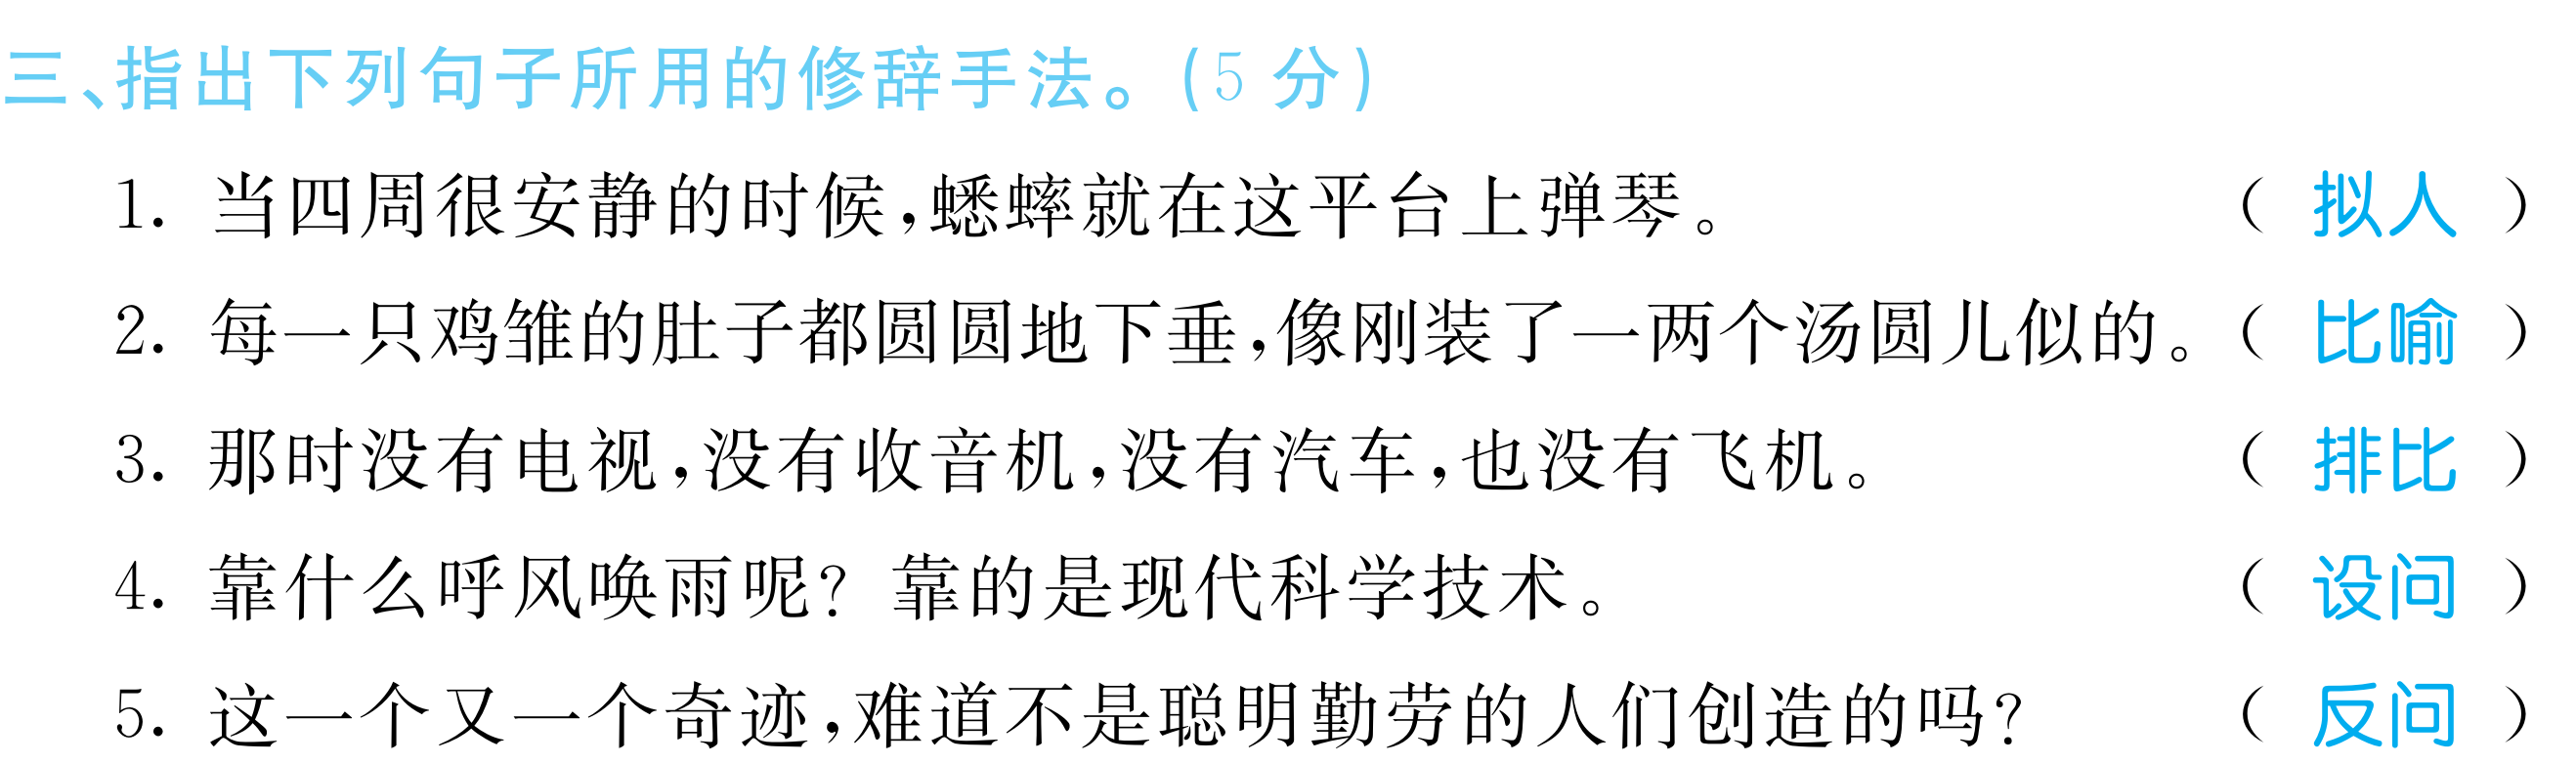 三、指出下列句子所用的修辞手法。(5 分)
1. 当四周很安静的时候,蟋蟀就在这平台上弹琴。 ( 拟人 )
2. 每一只鸡雏的肚子都圆圆地下垂,像刚装了一两个汤圆儿似的。( 比喻 )
3. 那时没有电视,没有收音机,没有汽车,也没有飞机。 ( 排比 )
4. 靠什么呼风唤雨呢? 靠的是现代科学技术。 ( 设问 )
5. 这一个又一个奇迹,难道不是聪明勤劳的人们创造的吗? ( 反问 )